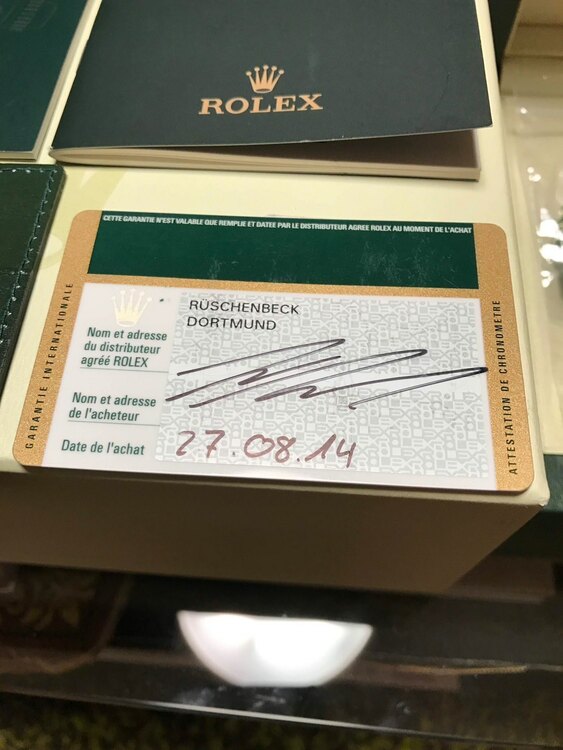 ROLEX
CETTE GARANTIE N'EST VALABLE QUE REMPLIE ET DATEE PAR LE DISTRIBUTEUR AGREE ROLEX AU MOMENT DE L'ACHAT
GARANTIE INTERNATIONALE
RÜSCHENBECK
DORTMUND
Nom et adresse
du distributeur
agréé ROLEX
Nom et adresse
de l'acheteur
Date de l'achat
27.08.14
ATTESTATION DE CHRONOMETRE